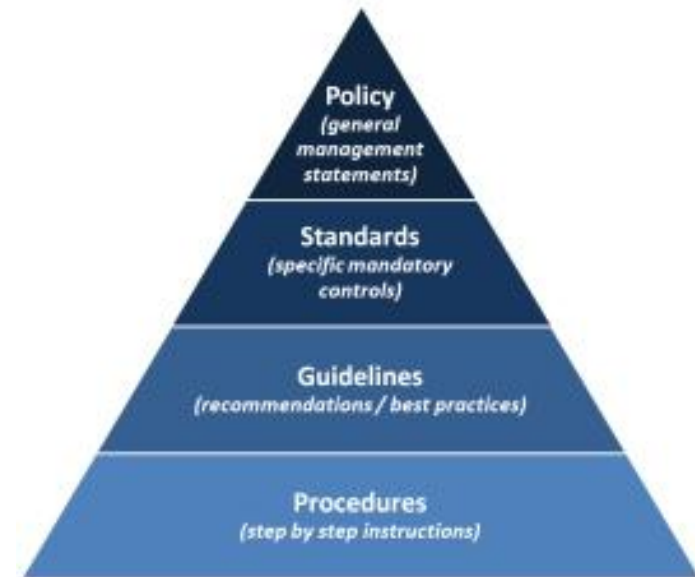 Policy
(general
management
statements)
Standards
(specific mandatory
controls)
Guidelines
(recommendations / best practices)
Procedures
(step by step instructions)